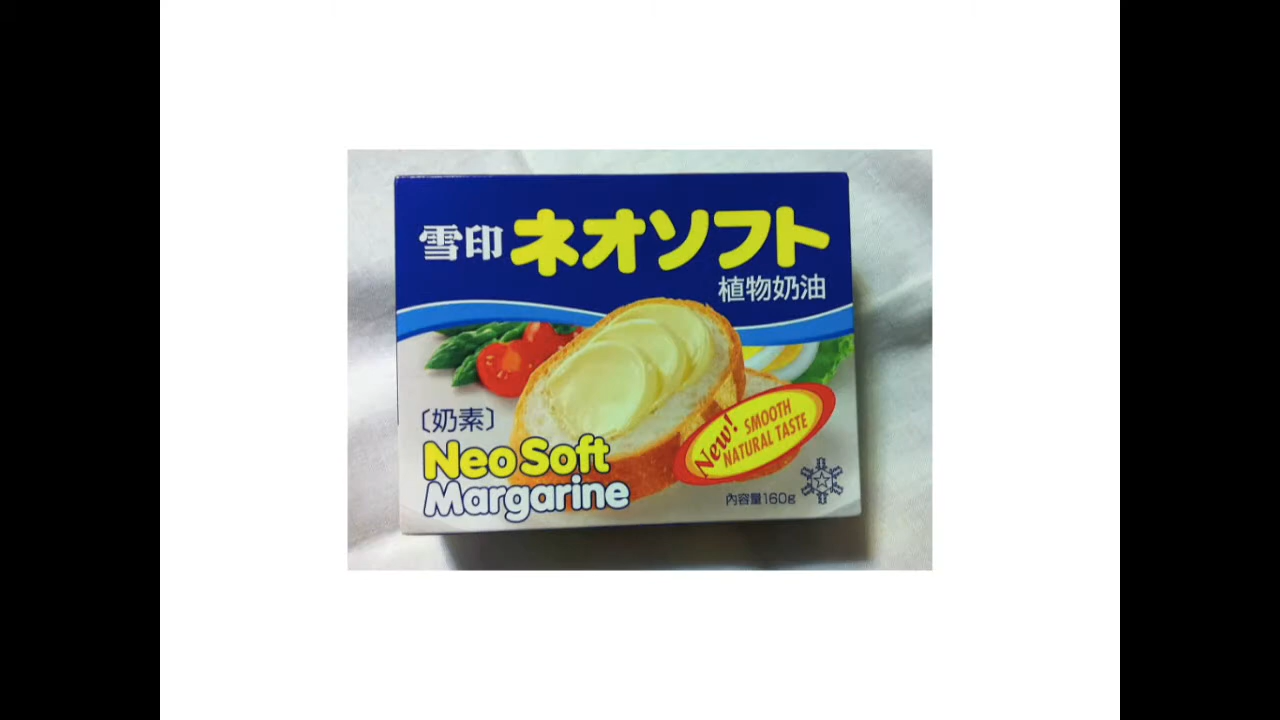 雪印 ネオソフト
植物奶油
〔奶素〕
Neo Soft
Margarine
New! SMOOTH
NATURAL TASTE
內容量160g